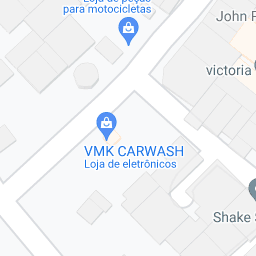 Loja de peças
para motocicletas
John
victoria
VMK CARWASH
Loja de eletrônicos
Shake